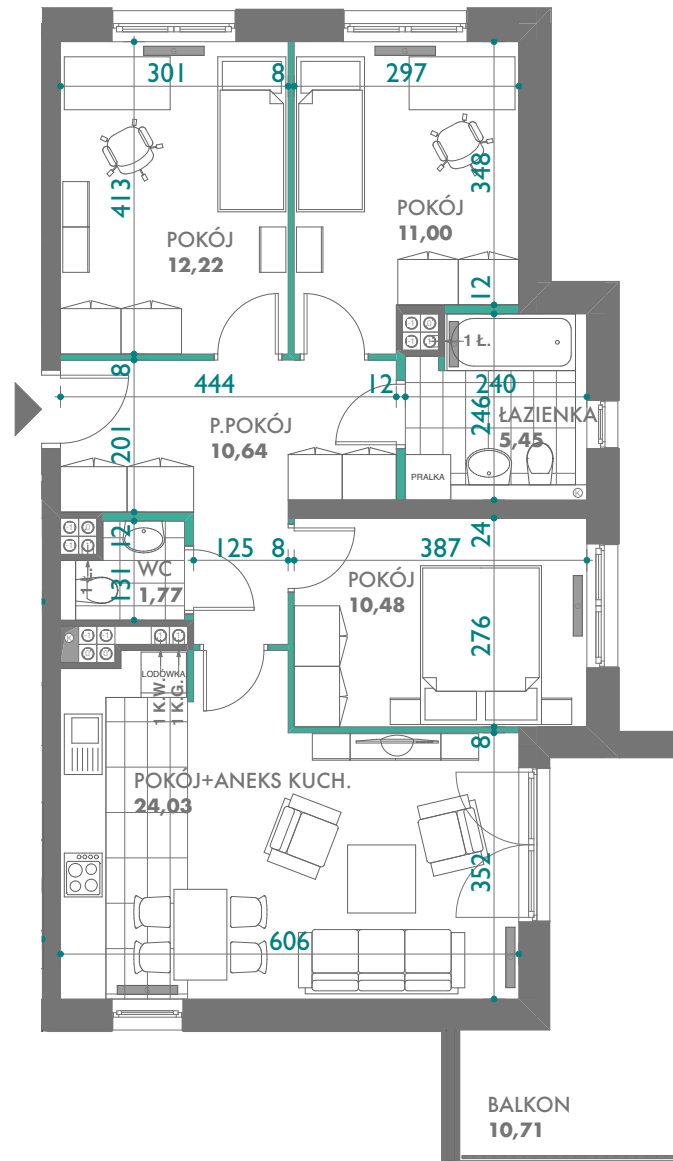 301
8
297
413
348
POKÓJ
12,22
POKÓJ
11,00
12
1 Ł.
8
444
12
240
246
ŁAZIENKA
5,45
P.POKÓJ
10,64
201
PRALKA
K
12
1 Ł.
131
WC
1,77
125
8
387
24
POKÓJ
10,48
276
K
LODÓWKA
1 K.W.
1 K.G.
8
POKÓJ+ANEKS KUCH.
24,03
352
606
BALKON
10,71